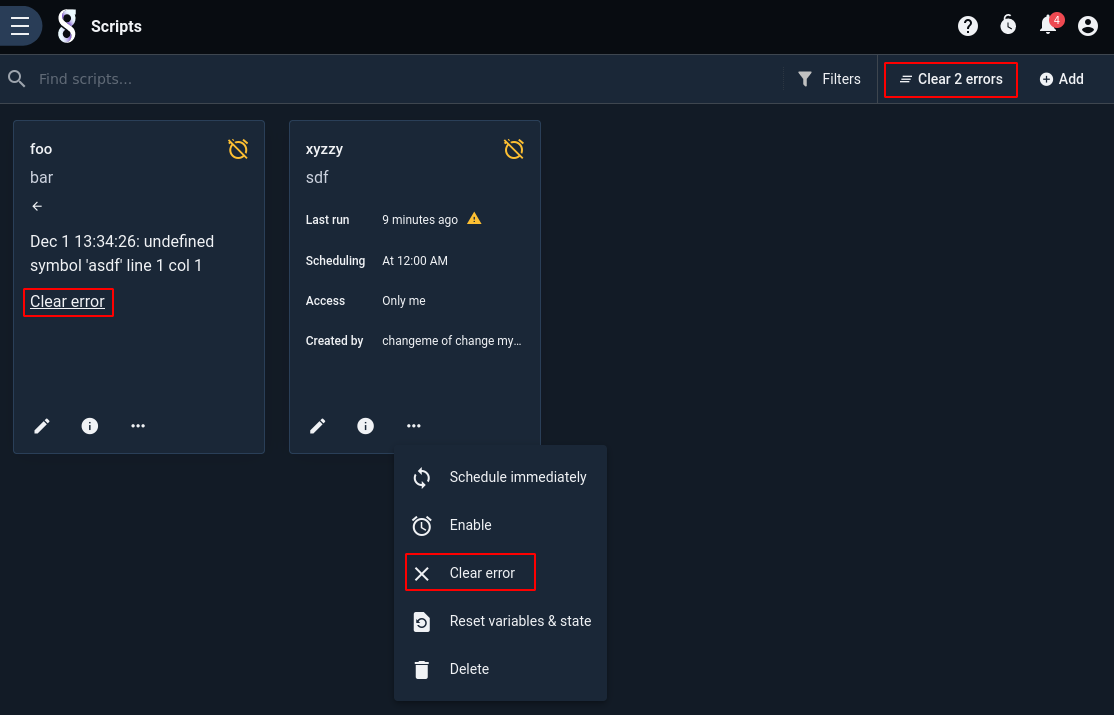 Scripts
4
Find scripts...
Filters
Clear 2 errors
Add
foo
bar
Dec 1 13:34:26: undefined
symbol 'asdf' line 1 col 1
Clear error
xyzzy
sdf
Last run 9 minutes ago
Scheduling At 12:00 AM
Access Only me
Created by changeme of change my...
Schedule immediately
Enable
Clear error
Reset variables & state
Delete